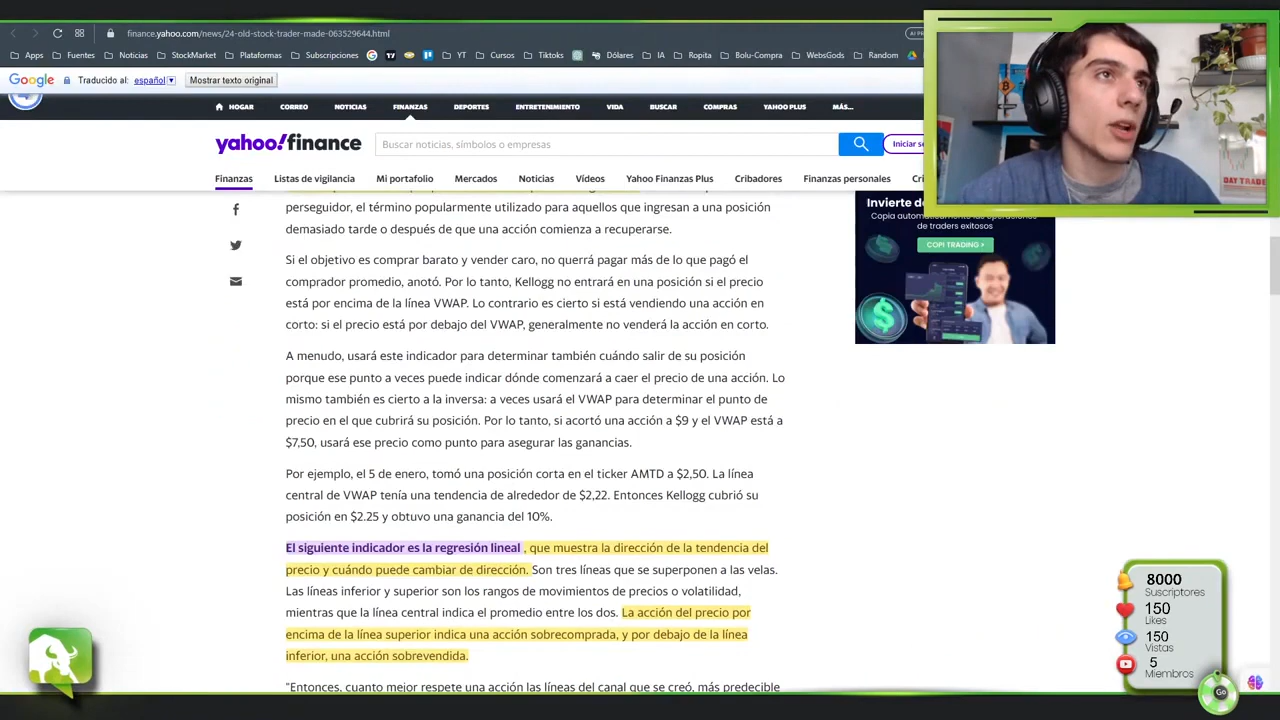 finance.yahoo.com/news/24-old-stock-trader-made-063529644.html
Apps Fuentes Noticias StockMarket Plataformas Suscripciones YT Cursos Tiktoks Dólares IA Ropita Bolu-Compra WebsGods Random
Google Traducido al: español Mostrar texto original
HOGAR CORREO NOTICIAS FINANZAS DEPORTES ENTRETENIMIENTO VIDA BUSCAR COMPRAS YAHOO PLUS MÁS...
yahoo!finance Buscar noticias, símbolos o empresas Iniciar se
Finanzas Listas de vigilancia Mi portafolio Mercados Noticias Vídeos Yahoo Finanzas Plus Cribadores Finanzas personales Cri
perseguidor, el término popularmente utilizado para aquellos que ingresan a una posición
demasiado tarde o después de que una acción comienza a recuperarse.
Si el objetivo es comprar barato y vender caro, no querrá pagar más de lo que pagó el
comprador promedio, anotó. Por lo tanto, Kellogg no entrará en una posición si el precio
está por encima de la línea VWAP. Lo contrario es cierto si está vendiendo una acción en
corto: si el precio está por debajo del VWAP, generalmente no venderá la acción en corto.
A menudo, usará este indicador para determinar también cuándo salir de su posición
porque ese punto a veces puede indicar dónde comenzará a caer el precio de una acción. Lo
mismo también es cierto a la inversa: a veces usará el VWAP para determinar el punto de
precio en el que cubrirá su posición. Por lo tanto, si acortó una acción a $9 y el VWAP está a
$7,50, usará ese precio como punto para asegurar las ganancias.
Por ejemplo, el 5 de enero, tomó una posición corta en el ticker AMTD a $2,50. La línea
central de VWAP tenía una tendencia de alrededor de $2,22. Entonces Kellogg cubrió su
posición en $2.25 y obtuvo una ganancia del 10%.
El siguiente indicador es la regresión lineal , que muestra la dirección de la tendencia del
precio y cuándo puede cambiar de dirección. Son tres líneas que se superponen a las velas.
Las líneas inferior y superior son los rangos de movimientos de precios o volatilidad,
mientras que la línea central indica el promedio entre los dos. La acción del precio por
encima de la línea superior indica una acción sobrecomprada, y por debajo de la línea
inferior, una acción sobrevendida.
"Entonces, cuanto mejor respete una acción las líneas del canal que se creó, más predecible
Invierte de
Copia automáticamente las operaciones
de traders exitosos
COPI TRADING >
DAY TRADER
8000
Suscriptores
150
Likes
150
Vistas
5
Miembros
Go